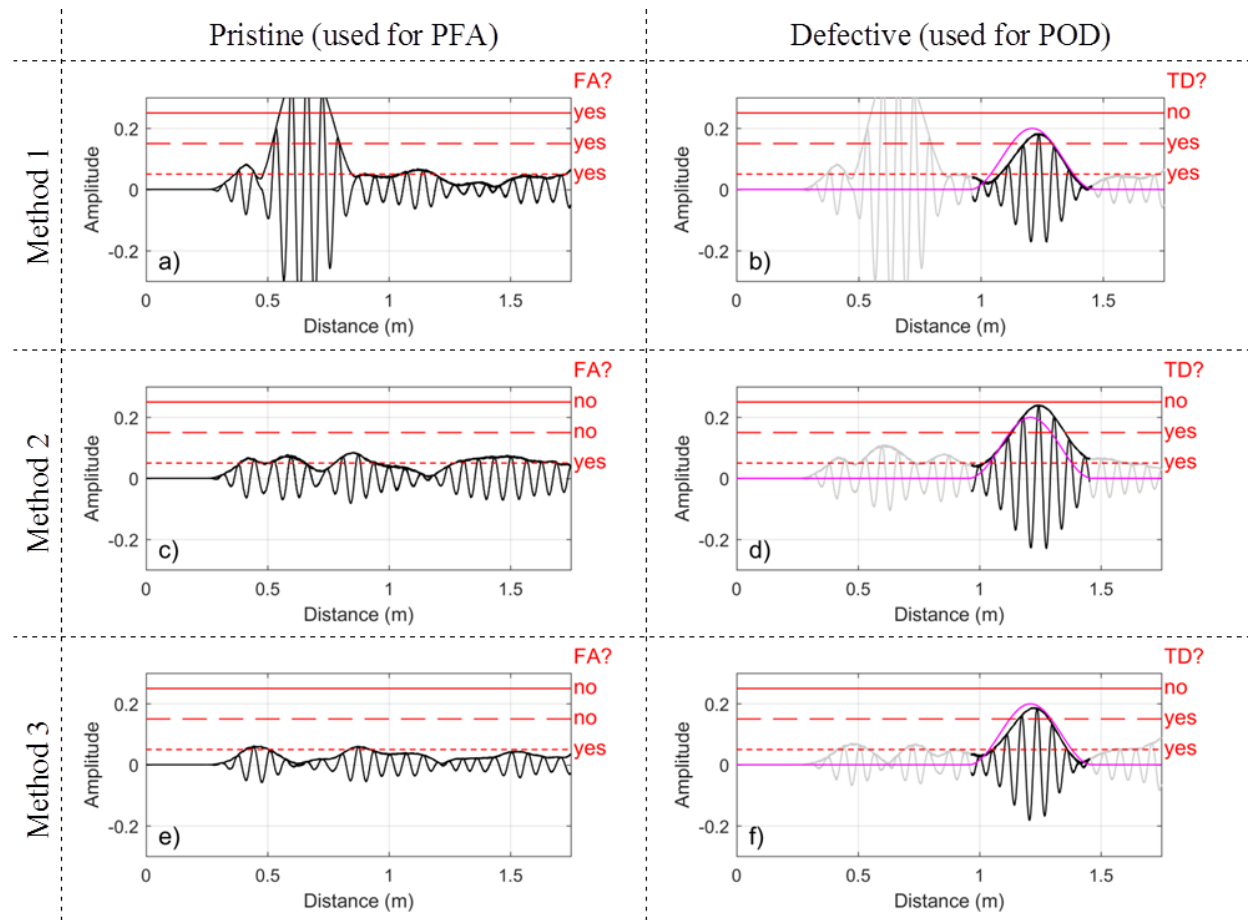 Pristine (used for PFA)
Defective (used for POD)
Method 1
FA?
yes
yes
yes
0.2
0
-0.2
Amplitude
a)
0
0.5
1
1.5
Distance (m)
TD?
no
yes
yes
0.2
0
-0.2
Amplitude
b)
0
0.5
1
1.5
Distance (m)
Method 2
FA?
no
no
yes
0.2
0
-0.2
Amplitude
c)
0
0.5
1
1.5
Distance (m)
TD?
no
yes
yes
0.2
0
-0.2
Amplitude
d)
0
0.5
1
1.5
Distance (m)
Method 3
FA?
no
no
yes
0.2
0
-0.2
Amplitude
e)
0
0.5
1
1.5
Distance (m)
TD?
no
yes
yes
0.2
0
-0.2
Amplitude
f)
0
0.5
1
1.5
Distance (m)